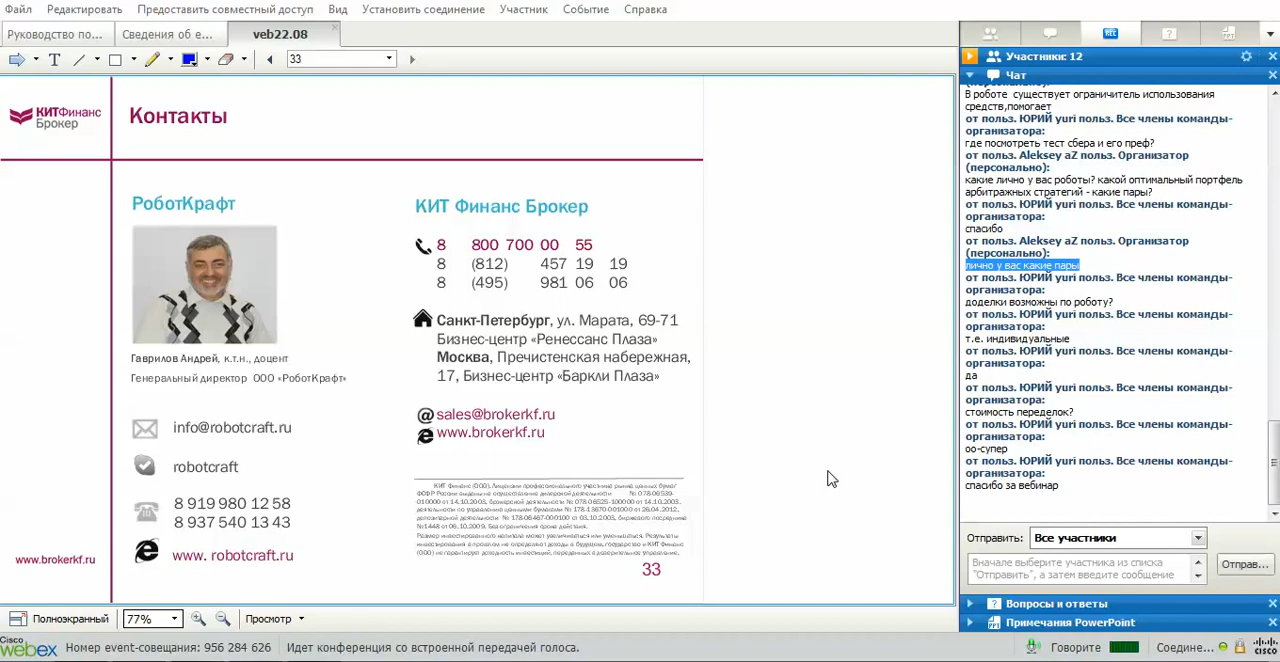 Файл Редактировать Предоставить совместный доступ Вид Установить соединение Участник Событие Справка
Руководство по... Сведения об е... veb22.08
T 33
КИТФинанс
Брокер
Контакты
РоботКрафт
Гаврилов Андрей, к.т.н., доцент
Генеральный директор ООО «РоботКрафт»
info@robotcraft.ru
robotcraft
8 919 980 12 58
8 937 540 13 43
www. robotcraft.ru
www.brokerkf.ru
КИТ Финанс Брокер
8 800 700 00 55
8 (812) 457 19 19
8 (495) 981 06 06
Санкт-Петербург, ул. Марата, 69-71
Бизнес-центр «Ренессанс Плаза»
Москва, Пречистенская набережная,
17, Бизнес-центр «Баркли Плаза»
sales@brokerkf.ru
www.brokerkf.ru
33
Участники: 12
Чат
(персонально):
В роботе существует ограничитель использования
средств,помогает
от польз. ЮРИЙ yuri польз. Все члены команды-
организатора:
где посмотреть тест сбера и его преф?
от польз. Aleksey aZ польз. Организатор
(персонально):
какие лично у вас роботы? какой оптимальный портфель
арбитражных стратегий - какие пары?
от польз. ЮРИЙ yuri польз. Все члены команды-
организатора:
спасибо
от польз. Aleksey aZ польз. Организатор
(персонально):
лично у вас какие пары
от польз. ЮРИЙ yuri польз. Все члены команды-
организатора:
доделки возможны по роботу?
от польз. ЮРИЙ yuri польз. Все члены команды-
организатора:
т.е. индивидуальные
от польз. ЮРИЙ yuri польз. Все члены команды-
организатора:
да
от польз. ЮРИЙ yuri польз. Все члены команды-
организатора:
стоимость переделок?
от польз. ЮРИЙ yuri польз. Все члены команды-
организатора:
оо-супер
от польз. ЮРИЙ yuri польз. Все члены команды-
организатора:
спасибо за вебинар
Отправить: Все участники
Вначале выберите участника из списка
"Отправить", а затем введите сообщение
Отправ...
Вопросы и ответы
Примечания PowerPoint
Полноэкранный 77% Просмотр
Cisco
webex Номер event-совещания: 956 284 626 Идет конференция со встроенной передачей голоса. Говорите Соедине... CISCO